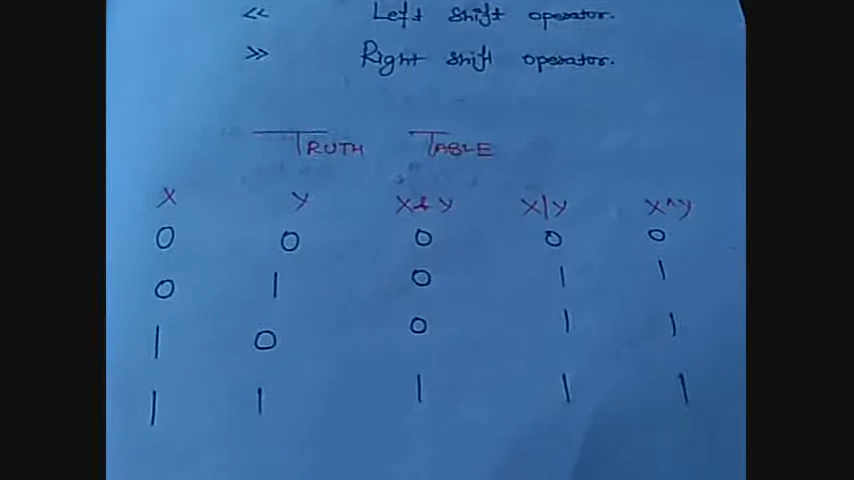 << Left shift operator.
>> Right shift operator.
TRUTH TABLE
X Y X&Y X|Y X^Y
0 0 0 0 0
0 1 0 1 1
1 0 0 1 1
1 1 1 1 1